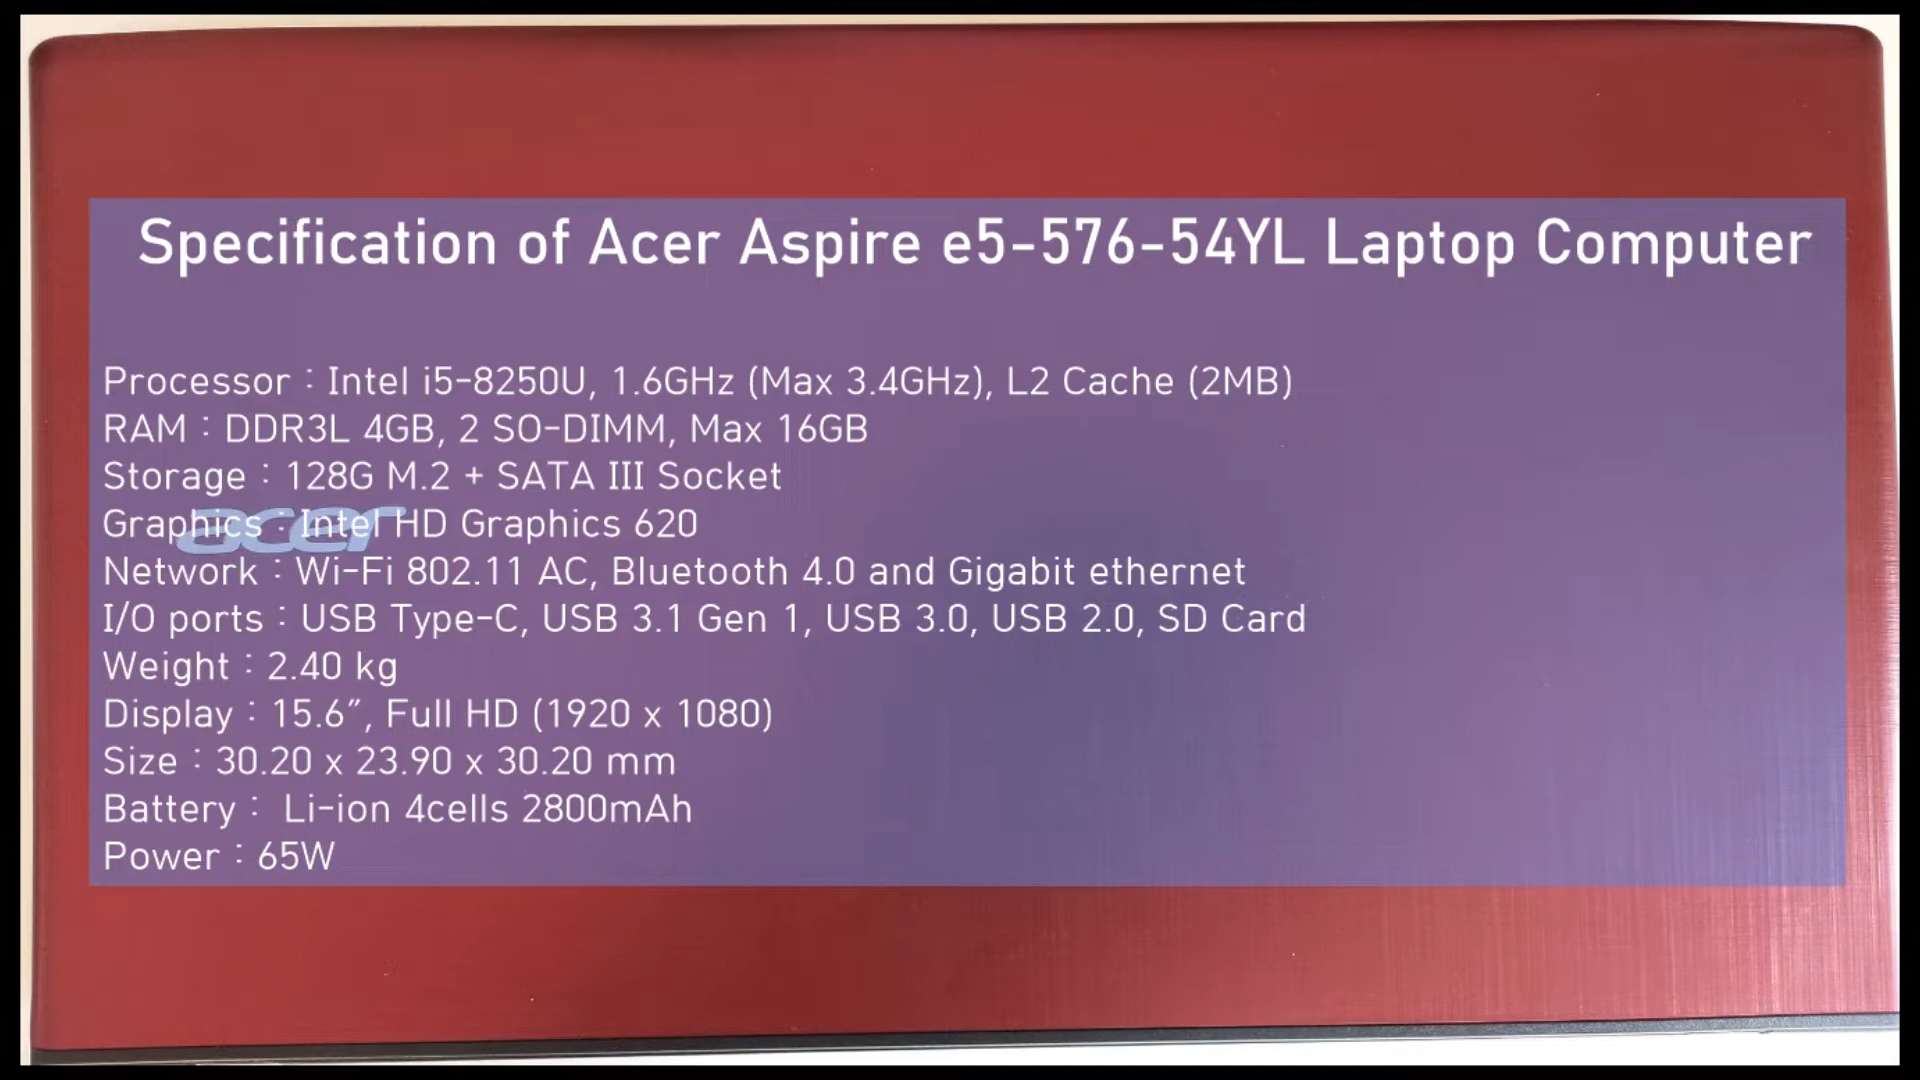 Specification of Acer Aspire e5-576-54YL Laptop Computer
Processor : Intel i5-8250U, 1.6GHz (Max 3.4GHz), L2 Cache (2MB)
RAM : DDR3L 4GB, 2 SO-DIMM, Max 16GB
Storage : 128G M.2 + SATA III Socket
acer
Graphics : Intel HD Graphics 620
Network : Wi-Fi 802.11 AC, Bluetooth 4.0 and Gigabit ethernet
I/O ports : USB Type-C, USB 3.1 Gen 1, USB 3.0, USB 2.0, SD Card
Weight : 2.40 kg
Display : 15.6", Full HD (1920 x 1080)
Size : 30.20 x 23.90 x 30.20 mm
Battery : Li-ion 4cells 2800mAh
Power : 65W